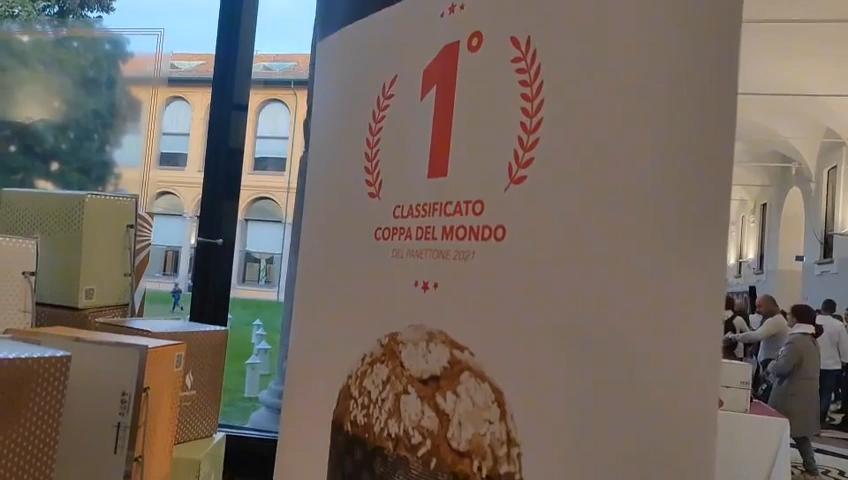 1°
CLASSIFICATO
COPPA DEL MONDO
DEL PANETTONE 2021